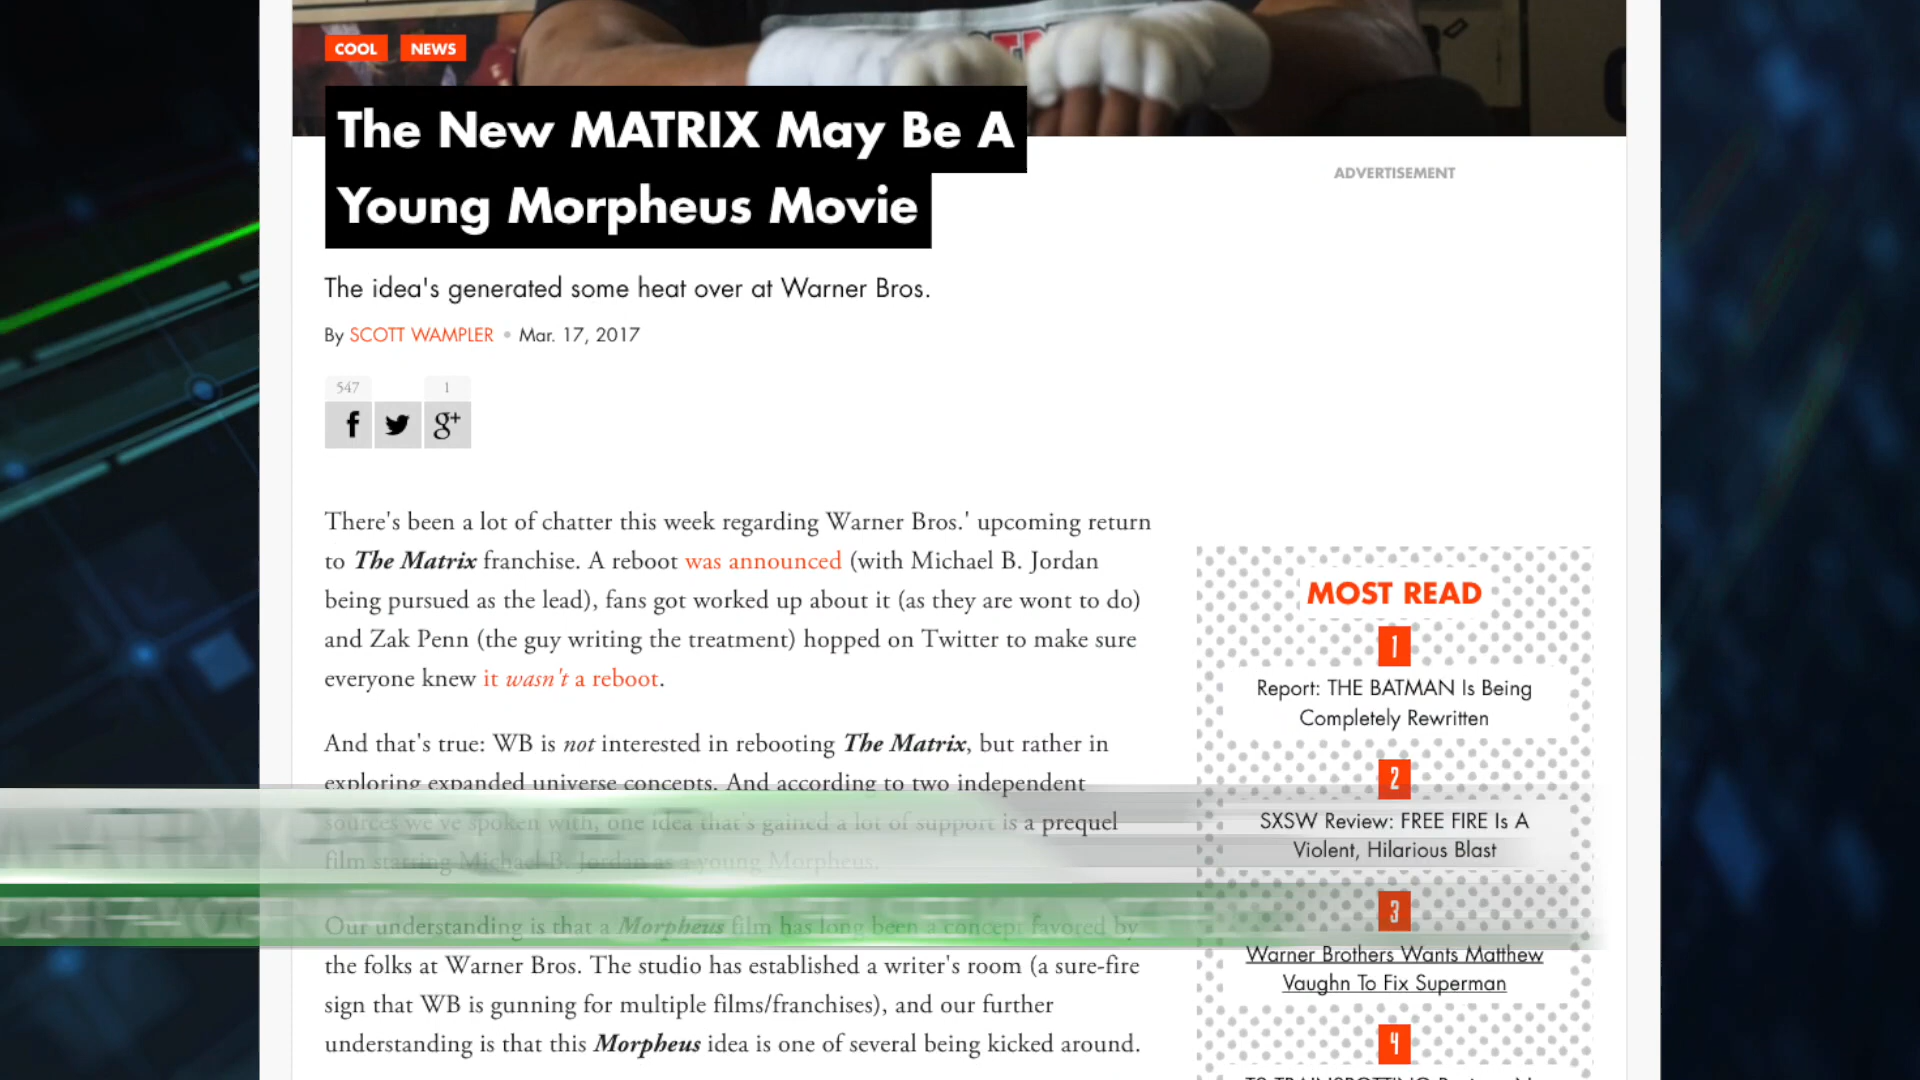 COOL NEWS
The New MATRIX May Be A
Young Morpheus Movie
The idea's generated some heat over at Warner Bros.
By SCOTT WAMPLER • Mar. 17, 2017
547 1
f g+
There's been a lot of chatter this week regarding Warner Bros.' upcoming return
to The Matrix franchise. A reboot was announced (with Michael B. Jordan
being pursued as the lead), fans got worked up about it (as they are wont to do)
and Zak Penn (the guy writing the treatment) hopped on Twitter to make sure
everyone knew it wasn't a reboot.
And that's true: WB is not interested in rebooting The Matrix, but rather in
exploring expanded universe concepts. And according to two independent
sources we've spoken with, one idea that's gained a lot of support is a prequel
film starring Michael B. Jordan as a young Morpheus.
Our understanding is that a Morpheus film has long been a concept favored by
the folks at Warner Bros. The studio has established a writer's room (a sure-fire
sign that WB is gunning for multiple films/franchises), and our further
understanding is that this Morpheus idea is one of several being kicked around.
ADVERTISEMENT
MOST READ
1
Report: THE BATMAN Is Being
Completely Rewritten
2
SXSW Review: FREE FIRE Is A
Violent, Hilarious Blast
3
Warner Brothers Wants Matthew
Vaughn To Fix Superman
4